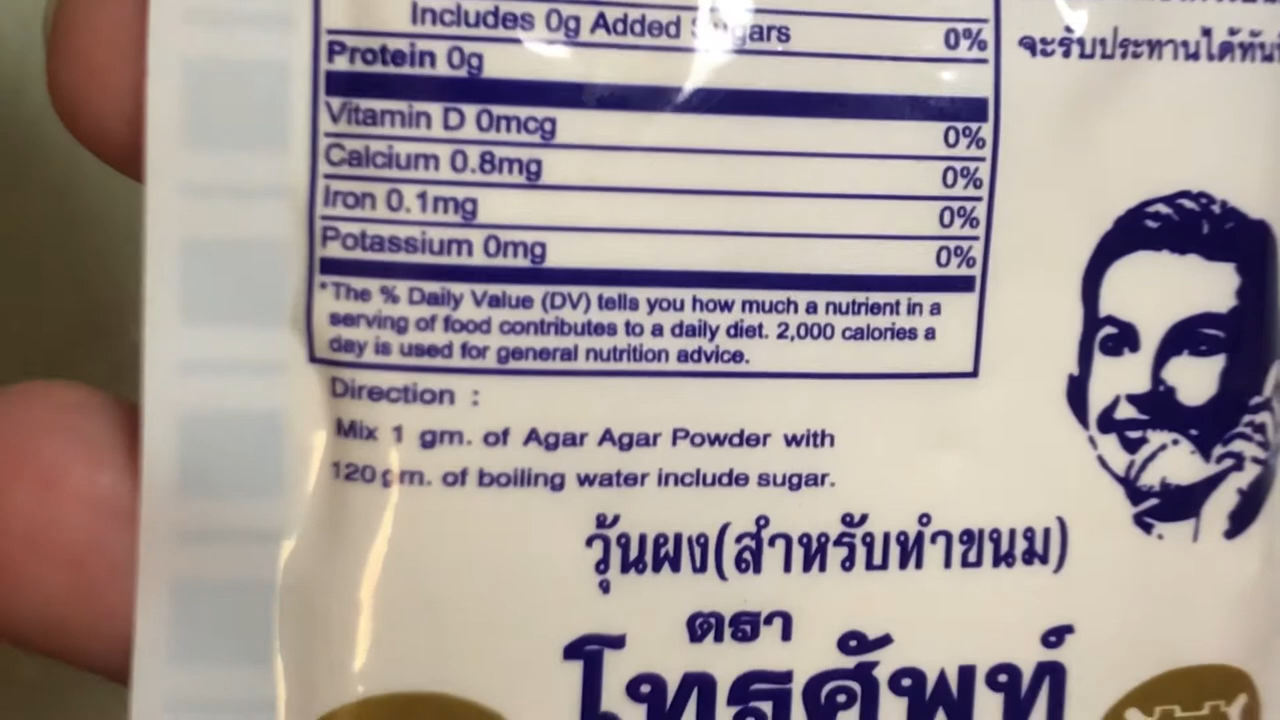 Includes 0g Added Sugars 0%
Protein 0g
Vitamin D 0mcg 0%
Calcium 0.8mg 0%
Iron 0.1mg 0%
Potassium 0mg 0%
*The % Daily Value (DV) tells you how much a nutrient in a
serving of food contributes to a daily diet. 2,000 calories a
day is used for general nutrition advice.
Direction :
Mix 1 gm. of Agar Agar Powder with
120 gm. of boiling water include sugar.
จะรับประทานได้ทันที
วุ้นผง(สำหรับทำขนม)
ตรา
โทรศัพท์